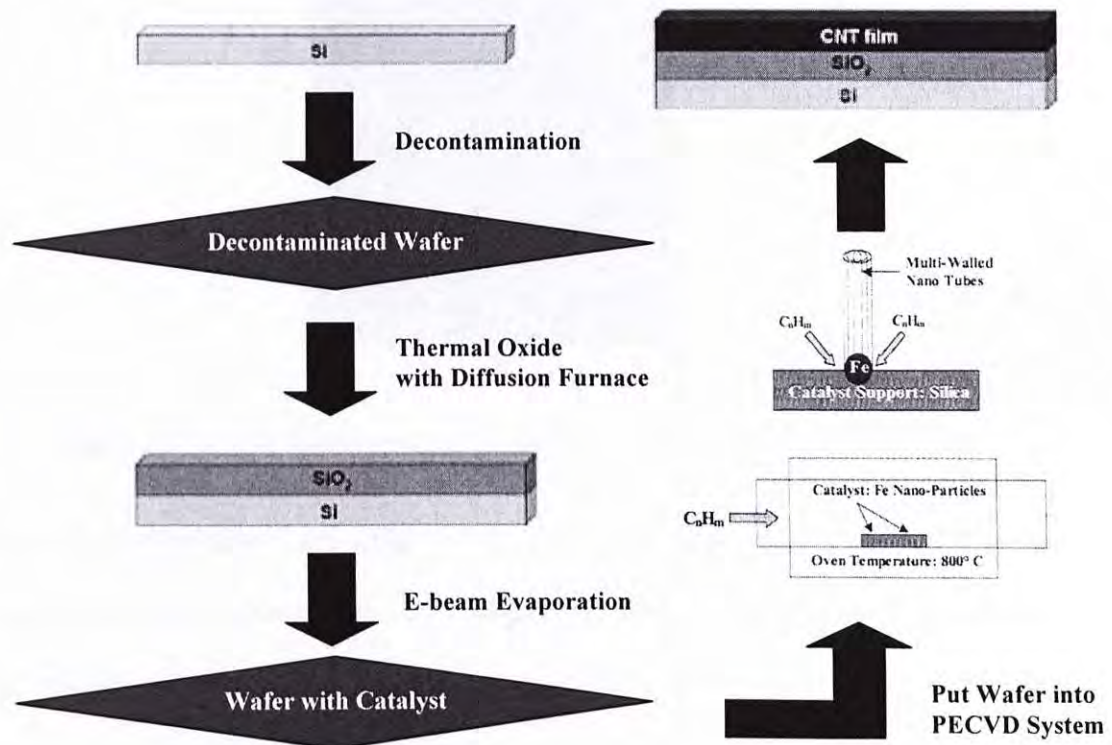 Si
Decontamination
Decontaminated Wafer
Thermal Oxide
with Diffusion Furnace
SiO₂
Si
E-beam Evaporation
Wafer with Catalyst
Put Wafer into
PECVD System
CₙHₘ
Catalyst: Fe Nano-Particles
Oven Temperature: 800° C
Multi-Walled
Nano Tubes
CₙHₘ
CₙHₘ
Fe
Catalyst Support: Silica
CNT film
SiO₂
Si